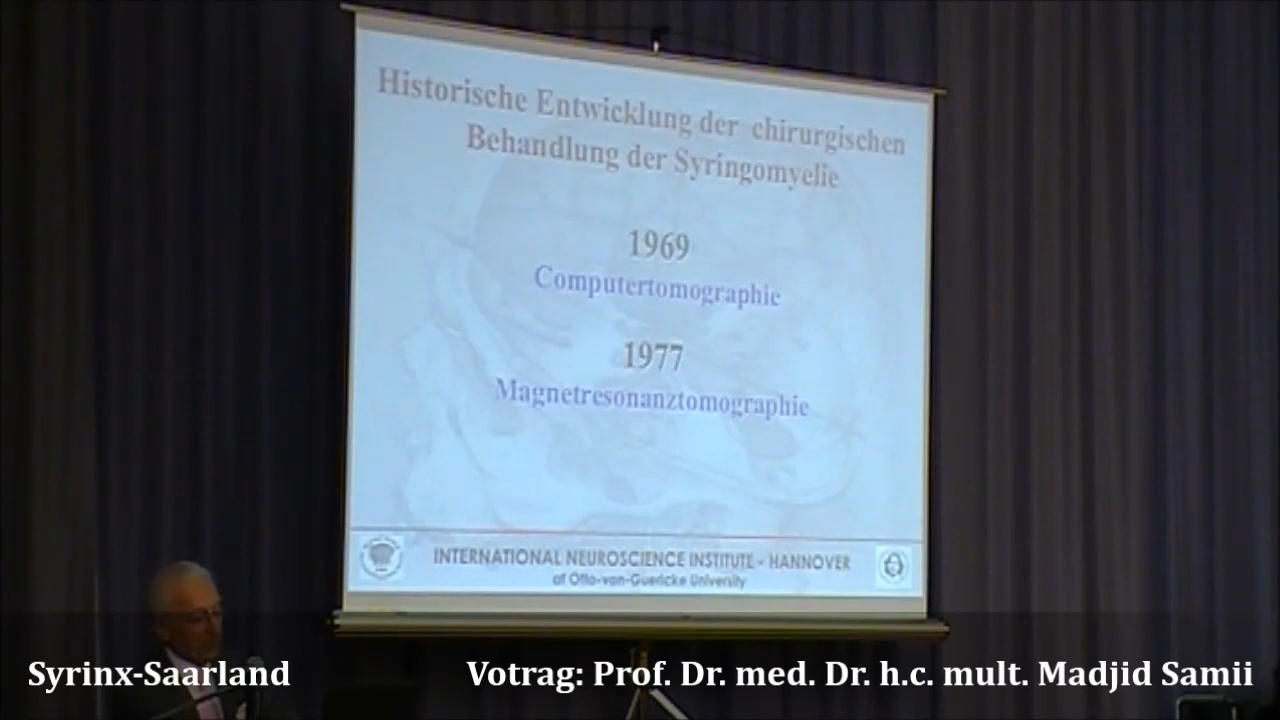 Historische Entwicklung der chirurgischen
Behandlung der Syringomyelie
1969
Computertomographie
1977
Magnetresonanztomographie
INTERNATIONAL NEUROSCIENCE INSTITUTE - HANNOVER
at Otto-von-Guericke University
Syrinx-Saarland
Votrag: Prof. Dr. med. Dr. h.c. mult. Madjid Samii